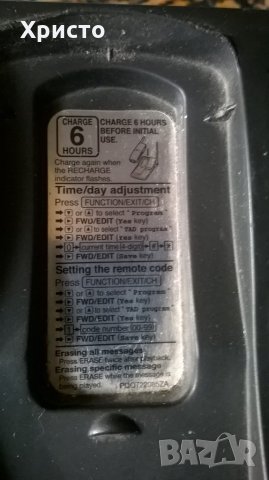 Христо
CHARGE
6
HOURS
CHARGE 6 HOURS
BEFORE INITIAL
USE.
Charge again when
the RECHARGE
indicator flashes.
Time/day adjustment
Press FUNCTION/EXIT/CH
➡ ▼ or ▲ to select "Program"
➡ ▶ FWD/EDIT (Yes key)
➡ ▼ or ▲ to select "TAD program"
➡ ▶ FWD/EDIT (Yes key)
➡ 0 ➡ current time (4-digit) ➡ # ➡
➡ ▶ FWD/EDIT (Save key)
Setting the remote code
Press FUNCTION/EXIT/CH
➡ ▼ or ▲ to select "Program"
➡ ▶ FWD/EDIT (Yes key)
➡ ▼ or ▲ to select "TAD program"
➡ ▶ FWD/EDIT (Yes key)
➡ 1 ➡ code number (00-99)
➡ ▶ FWD/EDIT (Save key)
Erasing all messages
Press ERASE twice after playback.
Erasing specific message
Press ERASE while the message is
being played. PQQT22085ZA
BAZAR.BG